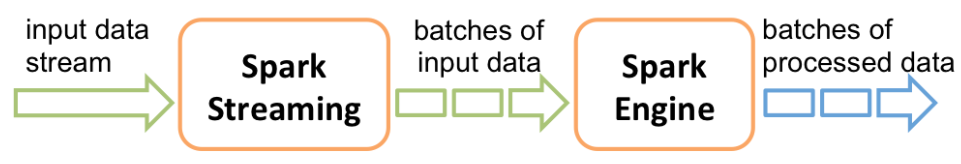 input data
stream
Spark
Streaming
batches of
input data
Spark
Engine
batches of
processed data